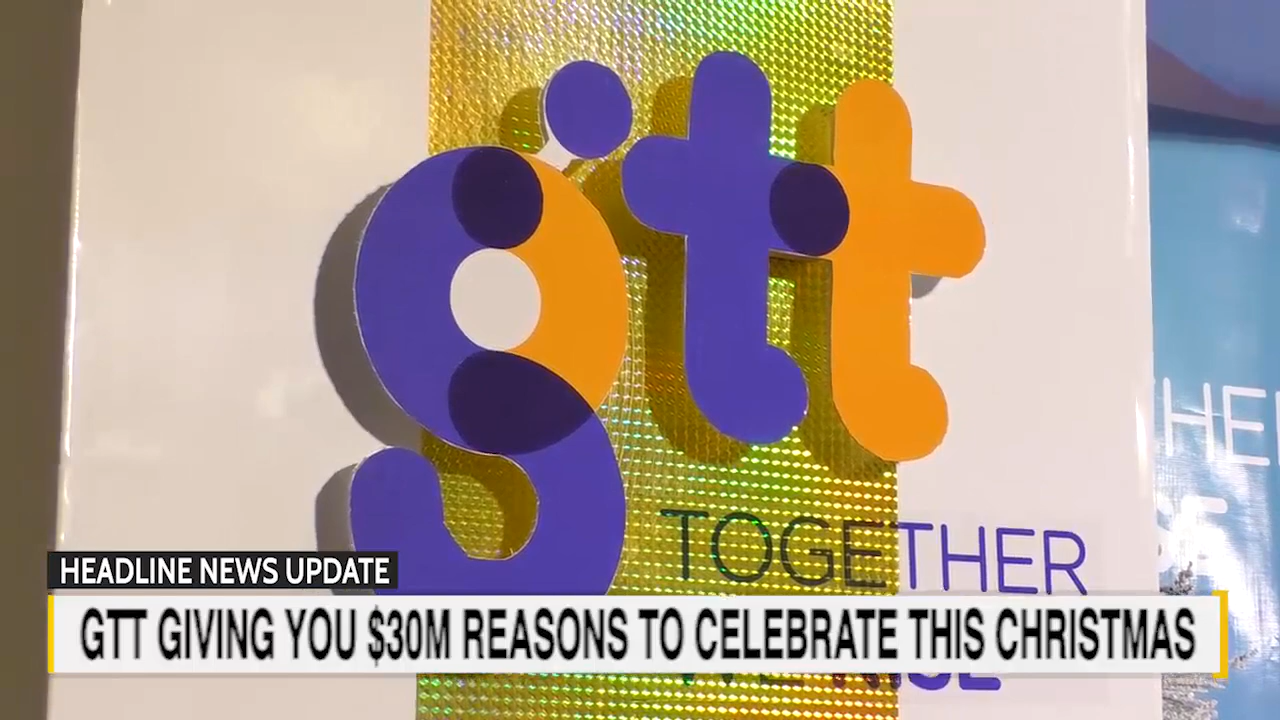 gtt
TOGETHER
HEADLINE NEWS UPDATE
GTT GIVING YOU $30M REASONS TO CELEBRATE THIS CHRISTMAS